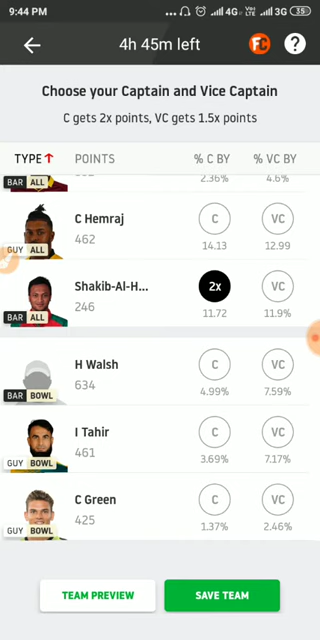 9:44 PM ... 4G VoLTE 3G 35
4h 45m left FC ?
Choose your Captain and Vice Captain
C gets 2x points, VC gets 1.5x points
TYPE POINTS % C BY % VC BY
BAR ALL 2.36% 4.6%
C Hemraj
462 C VC
GUY ALL 14.13 12.99
Shakib-Al-H...
246 2x VC
BAR ALL 11.72 11.9%
H Walsh
634 C VC
BAR BOWL 4.99% 7.59%
I Tahir
461 C VC
GUY BOWL 3.69% 7.17%
C Green
425 C VC
GUY BOWL 1.37% 2.46%
TEAM PREVIEW SAVE TEAM